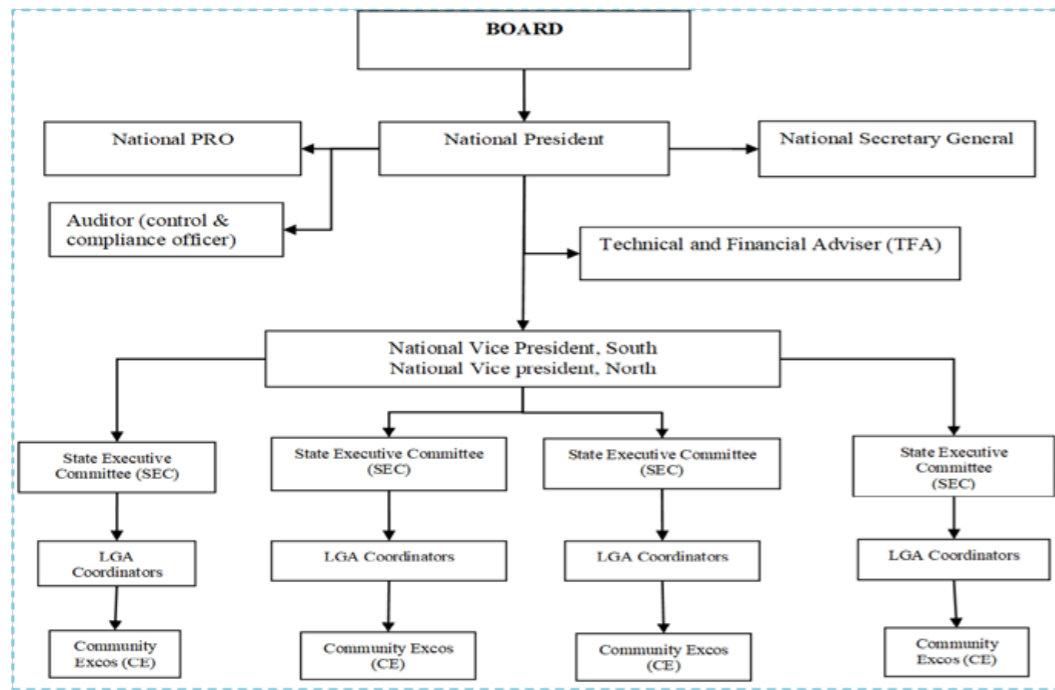 BOARD
National PRO
National President
National Secretary General
Auditor (control &
compliance officer)
Technical and Financial Adviser (TFA)
National Vice President, South
National Vice president, North
State Executive
Committee (SEC)
State Executive Committee
(SEC)
State Executive Committee
(SEC)
State Executive
Committee
(SEC)
LGA
Coordinators
LGA Coordinators
LGA Coordinators
LGA Coordinators
Community
Excos (CE)
Community Excos
(CE)
Community Excos
(CE)
Community
Excos (CE)